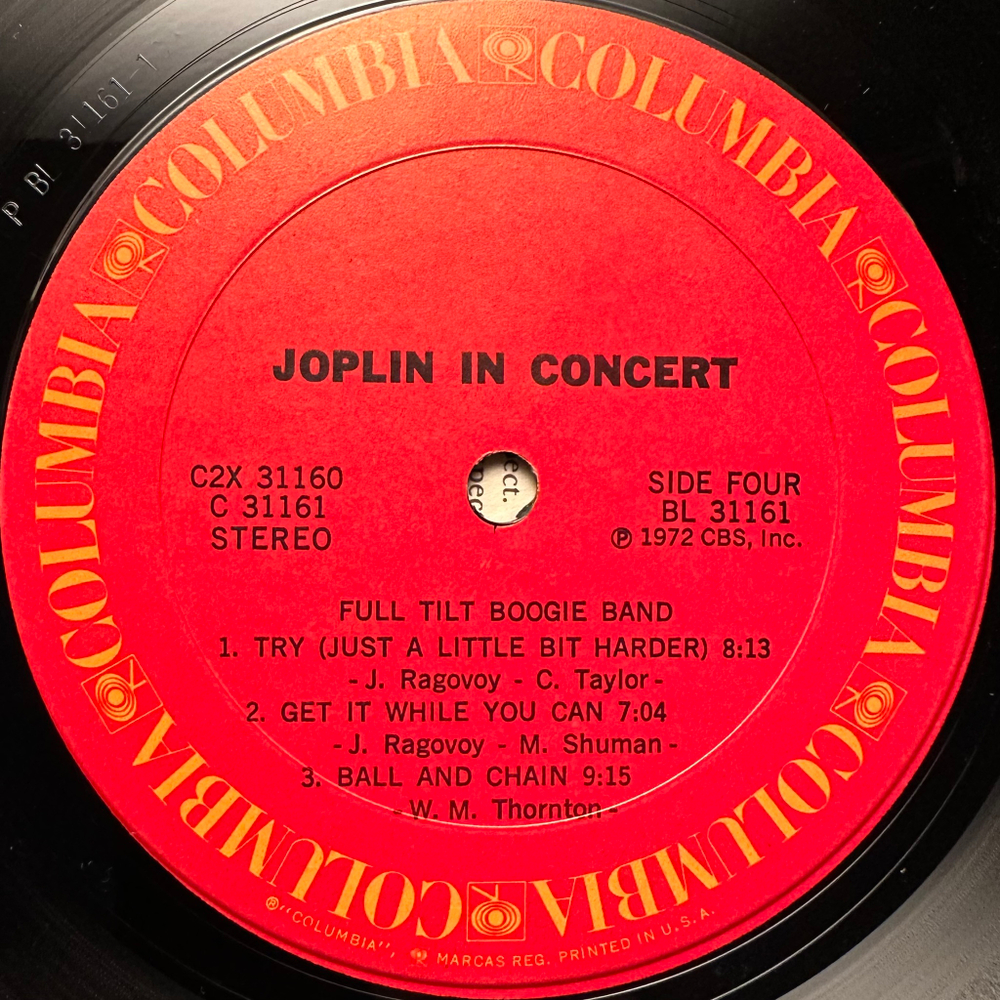 P BL 31161-1
COLUMBIA COLUMBIA COLUMBIA COLUMBIA COLUMBIA COLUMBIA
JOPLIN IN CONCERT
C2X 31160
C 31161
STEREO
ject.
pec
SIDE FOUR
BL 31161
℗ 1972 CBS, Inc.
FULL TILT BOOGIE BAND
1. TRY (JUST A LITTLE BIT HARDER) 8:13
- J. Ragovoy - C. Taylor -
2. GET IT WHILE YOU CAN 7:04
- J. Ragovoy - M. Shuman -
3. BALL AND CHAIN 9:15
- W. M. Thornton -
®"COLUMBIA", MARCAS REG. PRINTED IN U.S.A.